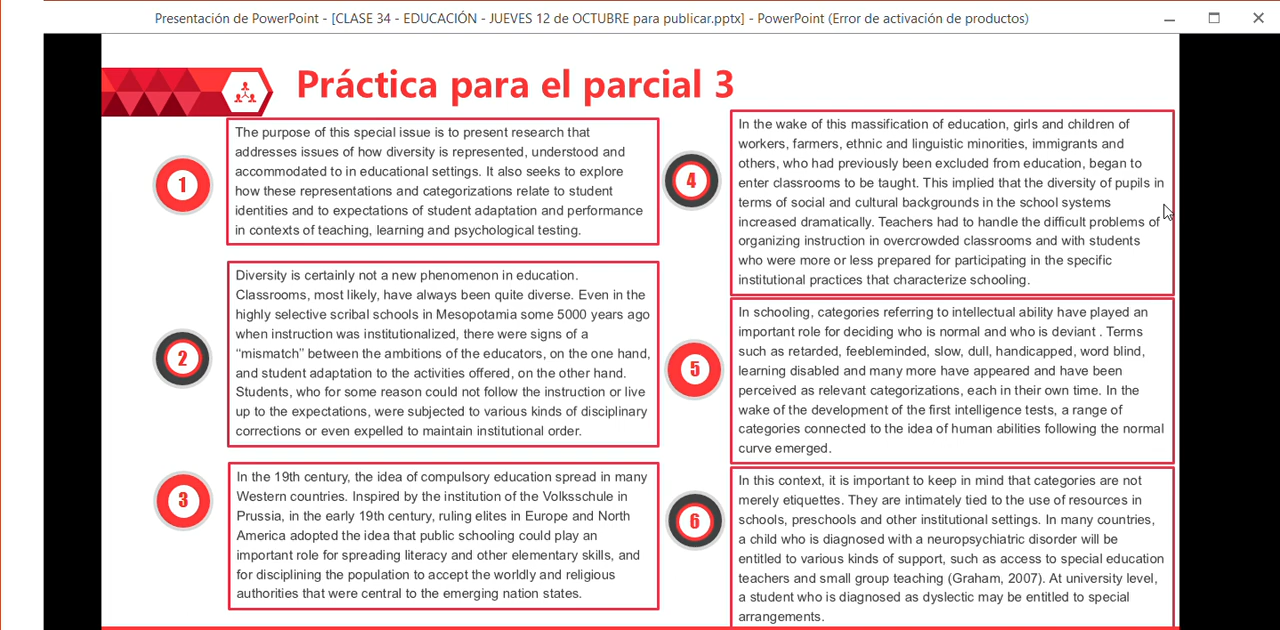 Presentación de PowerPoint - [CLASE 34 - EDUCACIÓN - JUEVES 12 de OCTUBRE para publicar.pptx] - PowerPoint (Error de activación de productos)
Práctica para el parcial 3
1
The purpose of this special issue is to present research that
addresses issues of how diversity is represented, understood and
accommodated to in educational settings. It also seeks to explore
how these representations and categorizations relate to student
identities and to expectations of student adaptation and performance
in contexts of teaching, learning and psychological testing.
2
Diversity is certainly not a new phenomenon in education.
Classrooms, most likely, have always been quite diverse. Even in the
highly selective scribal schools in Mesopotamia some 5000 years ago
when instruction was institutionalized, there were signs of a
“mismatch” between the ambitions of the educators, on the one hand,
and student adaptation to the activities offered, on the other hand.
Students, who for some reason could not follow the instruction or live
up to the expectations, were subjected to various kinds of disciplinary
corrections or even expelled to maintain institutional order.
3
In the 19th century, the idea of compulsory education spread in many
Western countries. Inspired by the institution of the Volksschule in
Prussia, in the early 19th century, ruling elites in Europe and North
America adopted the idea that public schooling could play an
important role for spreading literacy and other elementary skills, and
for disciplining the population to accept the worldly and religious
authorities that were central to the emerging nation states.
4
In the wake of this massification of education, girls and children of
workers, farmers, ethnic and linguistic minorities, immigrants and
others, who had previously been excluded from education, began to
enter classrooms to be taught. This implied that the diversity of pupils in
terms of social and cultural backgrounds in the school systems
increased dramatically. Teachers had to handle the difficult problems of
organizing instruction in overcrowded classrooms and with students
who were more or less prepared for participating in the specific
institutional practices that characterize schooling.
5
In schooling, categories referring to intellectual ability have played an
important role for deciding who is normal and who is deviant . Terms
such as retarded, feebleminded, slow, dull, handicapped, word blind,
learning disabled and many more have appeared and have been
perceived as relevant categorizations, each in their own time. In the
wake of the development of the first intelligence tests, a range of
categories connected to the idea of human abilities following the normal
curve emerged.
6
In this context, it is important to keep in mind that categories are not
merely etiquettes. They are intimately tied to the use of resources in
schools, preschools and other institutional settings. In many countries,
a child who is diagnosed with a neuropsychiatric disorder will be
entitled to various kinds of support, such as access to special education
teachers and small group teaching (Graham, 2007). At university level,
a student who is diagnosed as dyslectic may be entitled to special
arrangements.